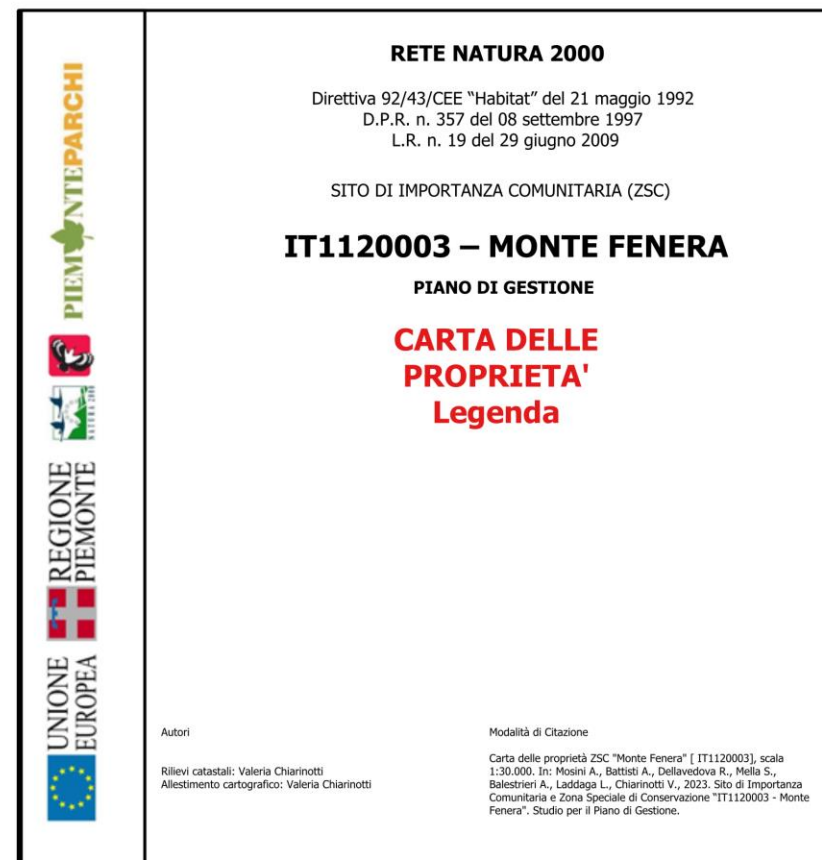 RETE NATURA 2000
Direttiva 92/43/CEE “Habitat” del 21 maggio 1992
D.P.R. n. 357 del 08 settembre 1997
L.R. n. 19 del 29 giugno 2009
SITO DI IMPORTANZA COMUNITARIA (ZSC)
IT1120003 – MONTE FENERA
PIANO DI GESTIONE
CARTA DELLE
PROPRIETA'
Legenda
PIEMONTEPARCHI
NATURA 2000
REGIONE
PIEMONTE
UNIONE
EUROPEA
Autori
Rilievi catastali: Valeria Chiarinotti
Allestimento cartografico: Valeria Chiarinotti
Modalità di Citazione
Carta delle proprietà ZSC "Monte Fenera" [ IT1120003], scala
1:30.000. In: Mosini A., Battisti A., Dellavedova R., Mella S.,
Balestrieri A., Laddaga L., Chiarinotti V., 2023. Sito di Importanza
Comunitaria e Zona Speciale di Conservazione "IT1120003 - Monte
Fenera". Studio per il Piano di Gestione.